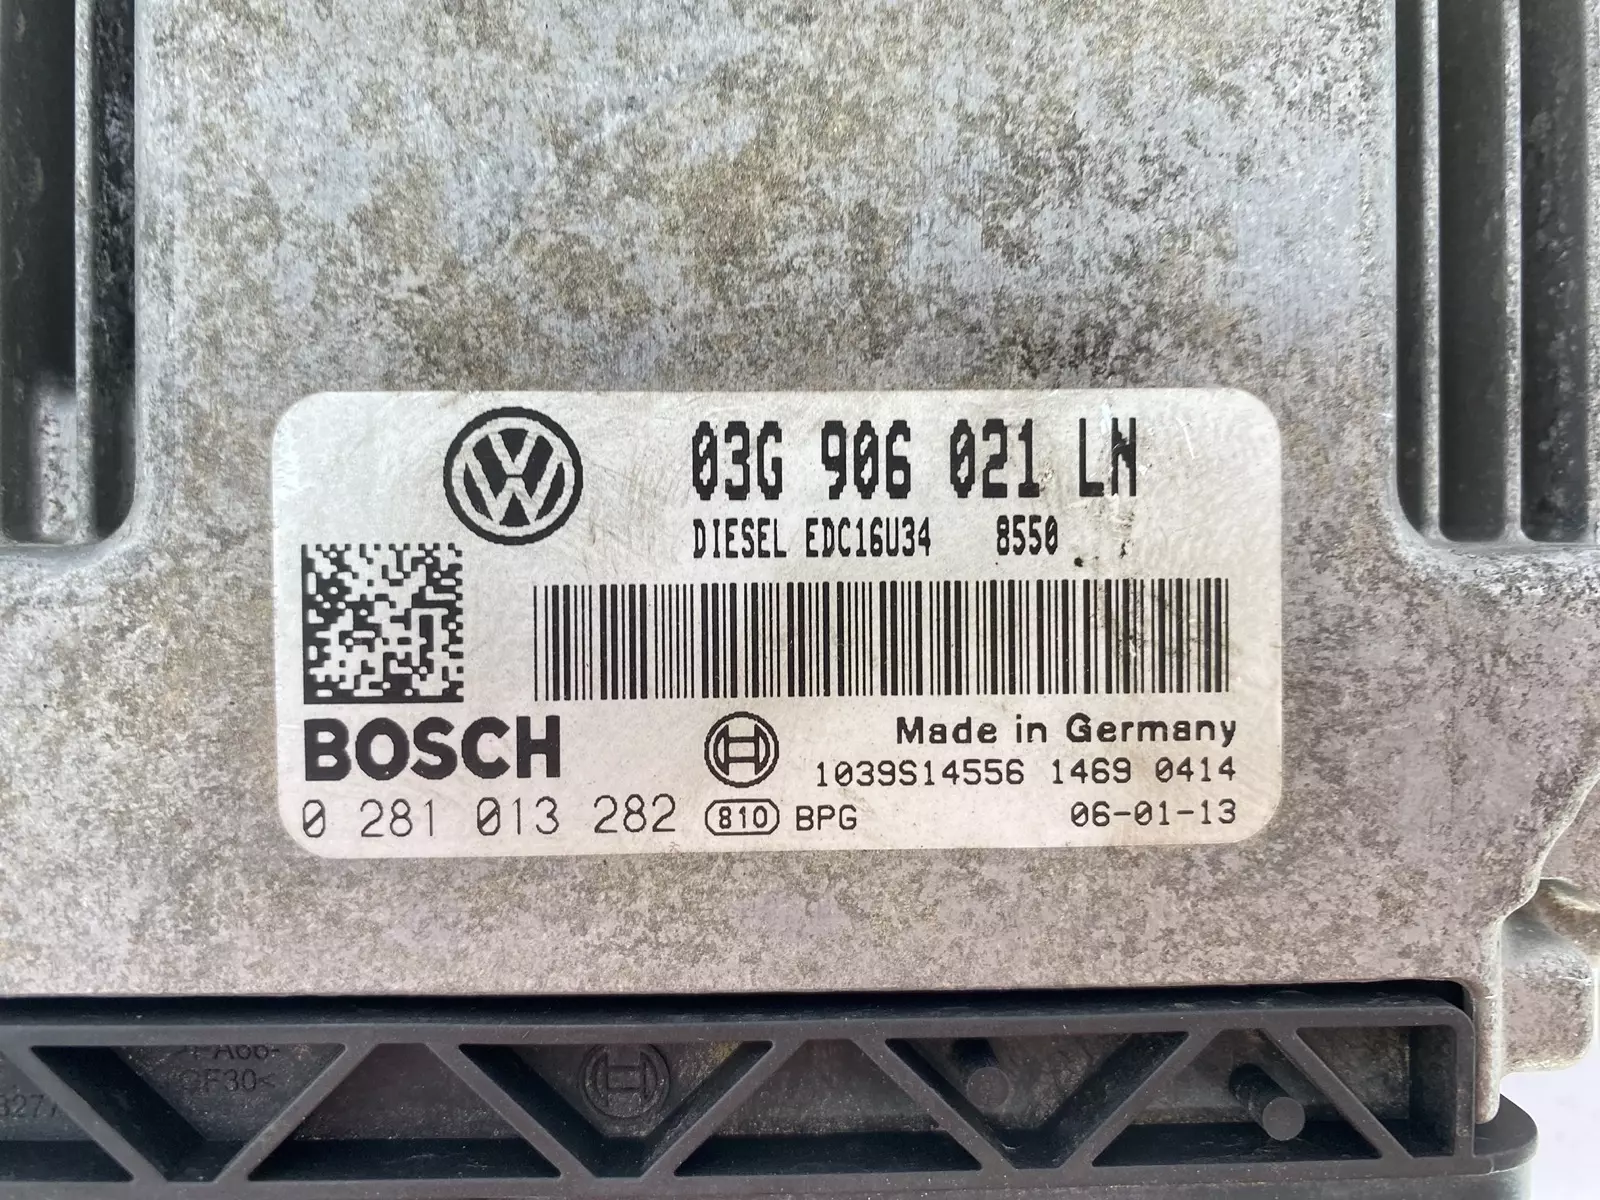 03G 906 021 LN
DIESEL EDC16U34 8550
BOSCH
Made in Germany
1039S14556 1469 0414
0 281 013 282 810 BPG 06-01-13